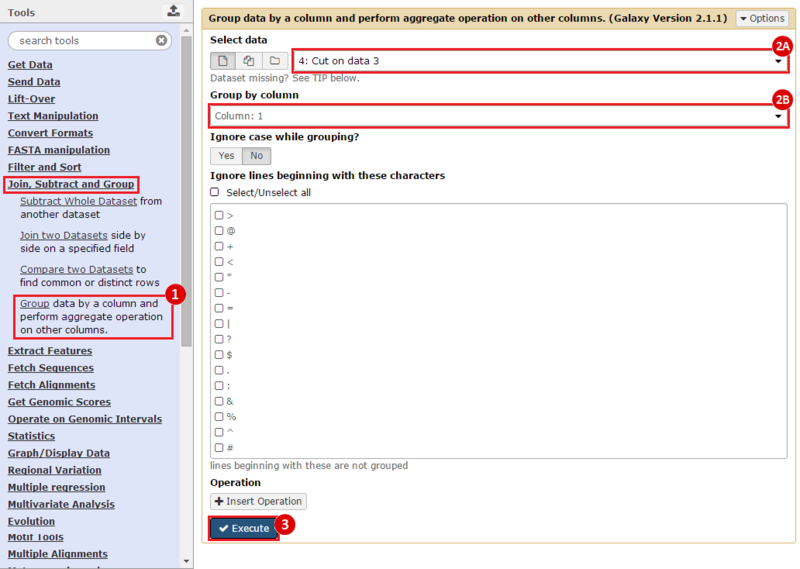 Tools
search tools
Get Data
Send Data
Lift-Over
Text Manipulation
Convert Formats
FASTA manipulation
Filter and Sort
Join, Subtract and Group
Subtract Whole Dataset from
another dataset
Join two Datasets side by
side on a specified field
Compare two Datasets to
find common or distinct rows
1
Group data by a column and
perform aggregate operation
on other columns.
Extract Features
Fetch Sequences
Fetch Alignments
Get Genomic Scores
Operate on Genomic Intervals
Statistics
Graph/Display Data
Regional Variation
Multiple regression
Multivariate Analysis
Evolution
Motif Tools
Multiple Alignments
Group data by a column and perform aggregate operation on other columns. (Galaxy Version 2.1.1)
Options
Select data
2A
4: Cut on data 3
Dataset missing? See TIP below.
Group by column
2B
Column: 1
Ignore case while grouping?
Yes No
Ignore lines beginning with these characters
Select/Unselect all
>
@
+
<
*
-
=
|
?
$
.
:
&
%
^
#
lines beginning with these are not grouped
Operation
Insert Operation
Execute
3